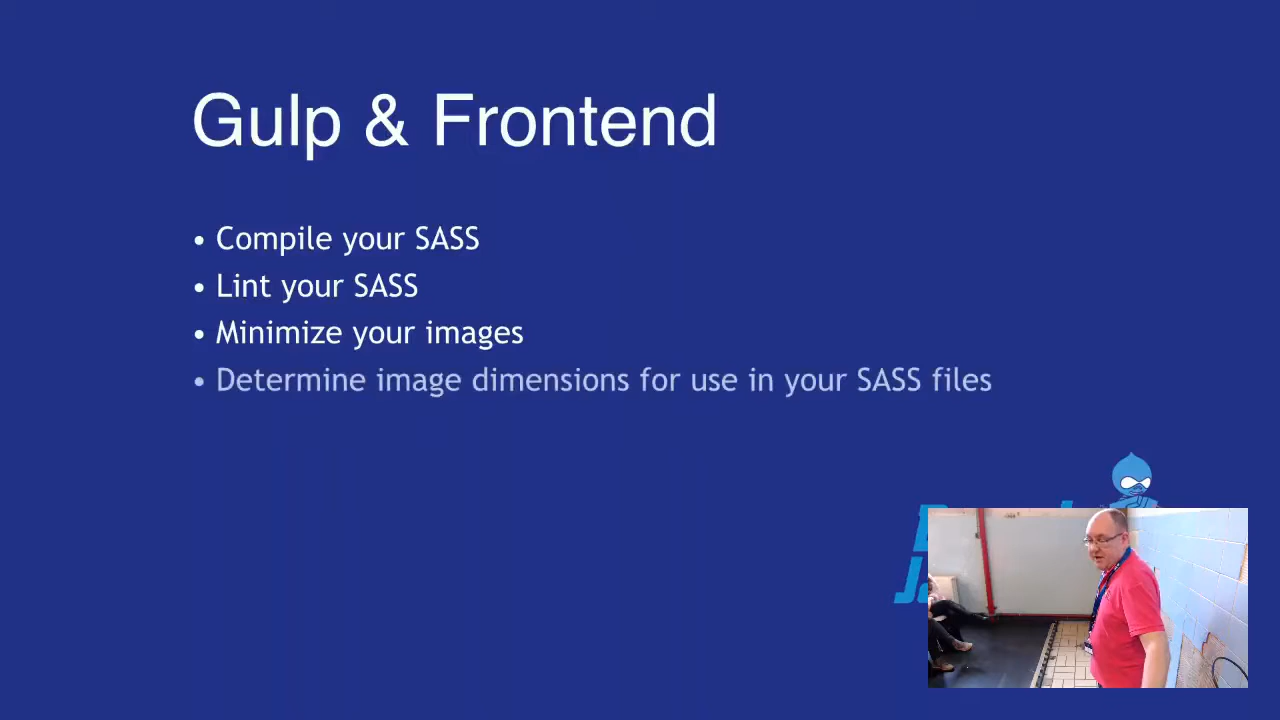 Gulp & Frontend
• Compile your SASS
• Lint your SASS
• Minimize your images
• Determine image dimensions for use in your SASS files